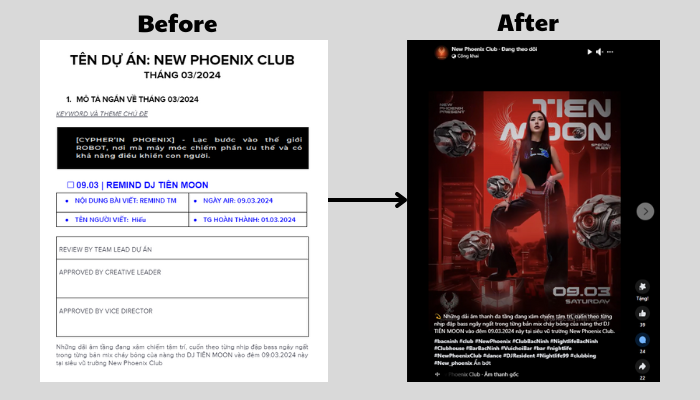 Before
After
TÊN DỰ ÁN: NEW PHOENIX CLUB
THÁNG 03/2024
1. MÔ TẢ NGẮN VỀ THÁNG 03/2024
KEYWORD VÀ THEME CHỦ ĐỀ
[CYPHER'IN PHOENIX] - Lạc bước vào thế giới
ROBOT, nơi mà máy móc chiếm phần ưu thế và có
khả năng điều khiển con người.
☐ 09.03 | REMIND DJ TIÊN MOON
• NỘI DUNG BÀI VIẾT: REMIND TM
• NGÀY AIR: 09.03.2024
• TÊN NGƯỜI VIẾT: Hiếu
• TG HOÀN THÀNH: 01.03.2024
REVIEW BY TEAM LEAD DỰ ÁN
APPROVED BY CREATIVE LEADER
APPROVED BY VICE DIRECTOR
Những dải âm tầng đang xâm chiếm tâm trí, cuốn theo từng nhịp đập bass ngày ngất
trong từng bản mix cháy bỏng của nàng thơ DJ TIÊN MOON vào đêm 09.03.2024 này
tại siêu vũ trường New Phoenix Club
New Phoenix Club · Đang theo dõi
Công khai
NEW
PHOENIX
PRESENT
TIEN
MOON
SPECIAL
GUEST
09.03
SATURDAY
Những dải âm thanh đa tầng đang xâm chiếm tâm trí, cuốn theo từng
nhịp đập bass ngây ngất trong từng bản mix cháy bỏng của nàng thơ DJ
TIÊN MOON vào đêm 09.03.2024 này tại siêu vũ trường New Phoenix Club.
#bacninh #club #NewPhoenix #ClubBacNinh #NightlifeBacNinh
#Clubhouse #BarBacNinh #VuichoiBar #bar #nightlife
#NewPhoenixClub #dance #DJResident #Nightlife99 #clubbing
#New_phoenix Ẩn bớt
Phoenix Club · Âm thanh gốc
Tặng!
39
24
22